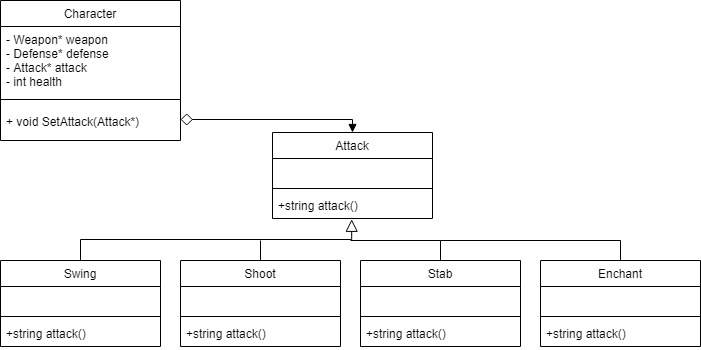 Character
- Weapon* weapon
- Defense* defense
- Attack* attack
- int health
+ void SetAttack(Attack*)
Attack
+string attack()
Swing
Shoot
Stab
Enchant
+string attack()
+string attack()
+string attack()
+string attack()